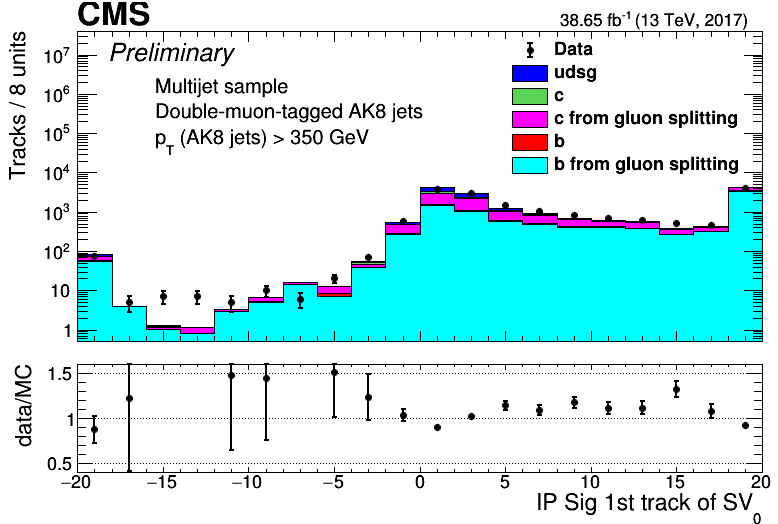 CMS
38.65 fb⁻¹ (13 TeV, 2017)
Tracks / 8 units
Preliminary
Multijet sample
Double-muon-tagged AK8 jets
p_T (AK8 jets) > 350 GeV
Data
udsg
c
c from gluon splitting
b
b from gluon splitting
10⁷
10⁶
10⁵
10⁴
10³
10²
10
1
data/MC
1.5
1
0.5
−20 −15 −10 −5 0 5 10 15 20
IP Sig 1st track of SV₀